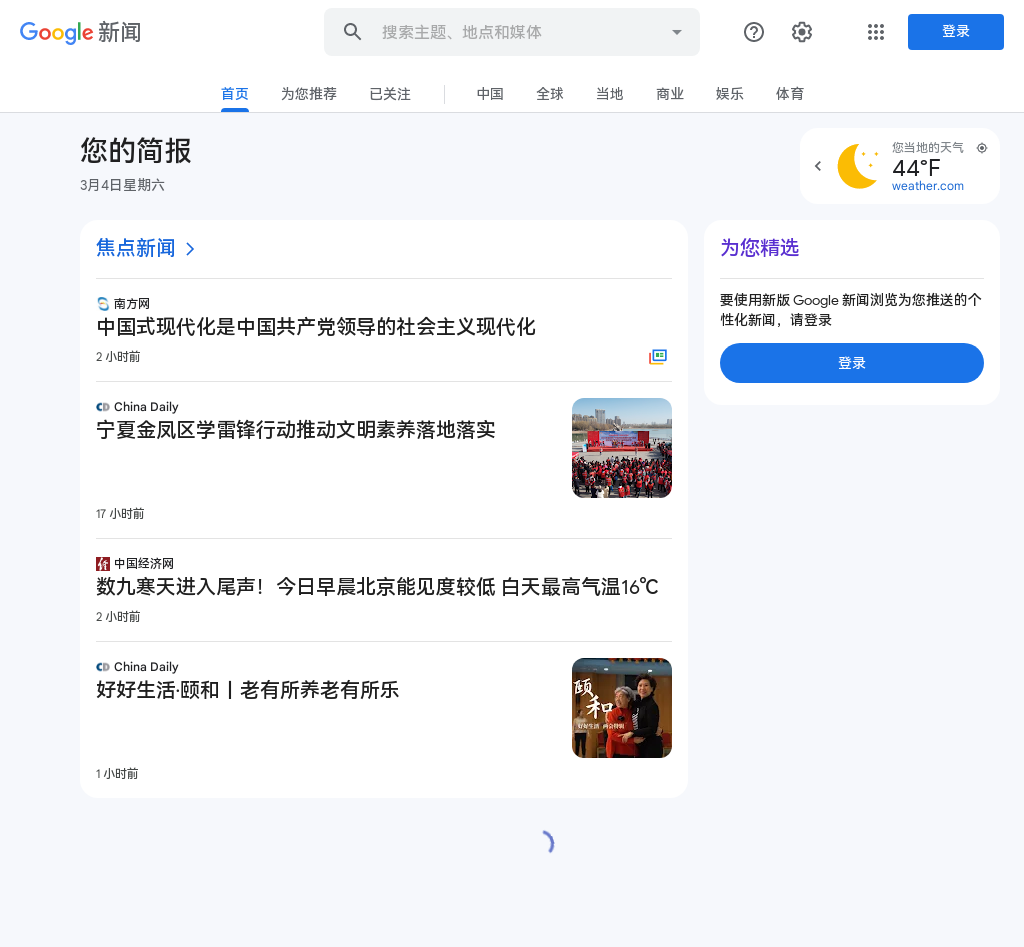 Google 新闻
搜索主题、地点和媒体
登录
首页
为您推荐
已关注
中国
全球
当地
商业
娱乐
体育
您的简报
3月4日星期六
您当地的天气
44°F
weather.com
焦点新闻
南方网
中国式现代化是中国共产党领导的社会主义现代化
2 小时前
China Daily
宁夏金凤区学雷锋行动推动文明素养落地落实
17 小时前
中国经济网
数九寒天进入尾声！今日早晨北京能见度较低 白天最高气温16℃
2 小时前
China Daily
好好生活·颐和丨老有所养老有所乐
颐和
好好生活 两会特辑
1 小时前
为您精选
要使用新版 Google 新闻浏览为您推送的个
性化新闻，请登录
登录